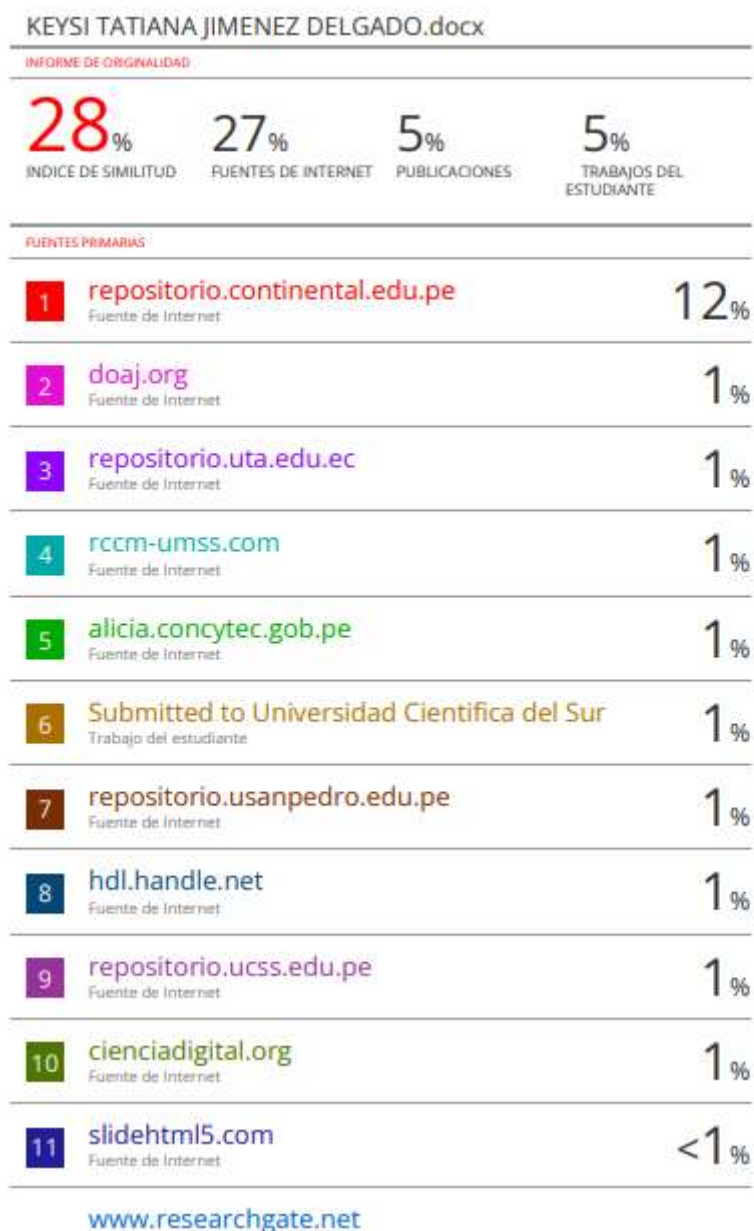 KEYSI TATIANA JIMENEZ DELGADO.docx
INFORME DE ORIGINALIDAD
28%
INDICE DE SIMILITUD
27%
FUENTES DE INTERNET
5%
PUBLICACIONES
5%
TRABAJOS DEL
ESTUDIANTE
FUENTES PRIMARIAS
1 repositorio.continental.edu.pe 12%
Fuente de Internet
2 doaj.org 1%
Fuente de Internet
3 repositorio.uta.edu.ec 1%
Fuente de Internet
4 rccm-umss.com 1%
Fuente de Internet
5 alicia.concytec.gob.pe 1%
Fuente de Internet
6 Submitted to Universidad Cientifica del Sur 1%
Trabajo del estudiante
7 repositorio.usanpedro.edu.pe 1%
Fuente de Internet
8 hdl.handle.net 1%
Fuente de Internet
9 repositorio.ucss.edu.pe 1%
Fuente de Internet
10 cienciadigital.org 1%
Fuente de Internet
11 slidehtml5.com <1%
Fuente de Internet
www.researchgate.net